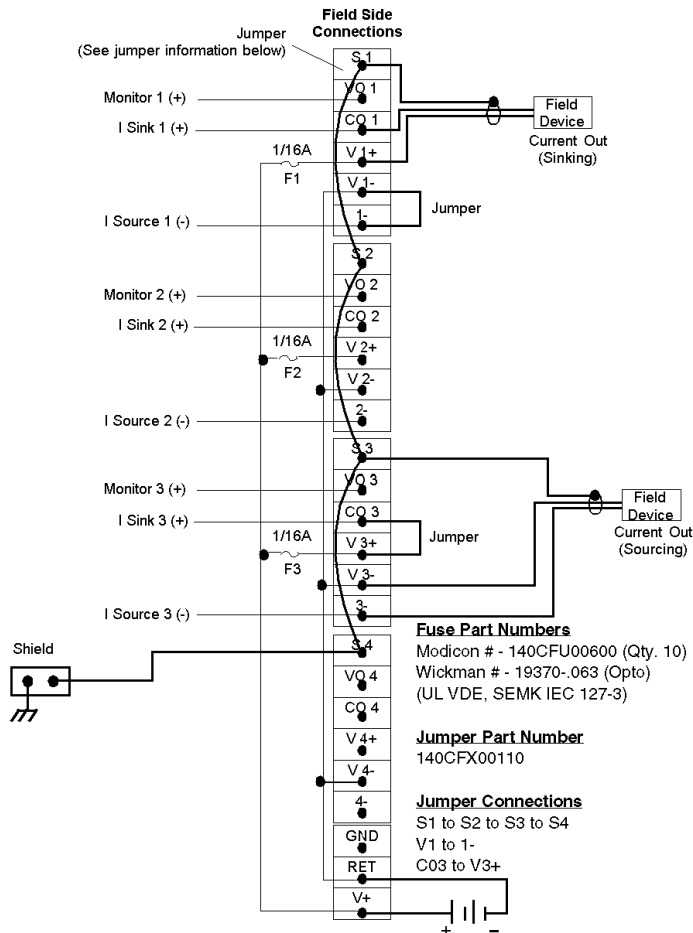 Field Side
Connections
Jumper
(See jumper information below)
S 1
VO 1
Monitor 1 (+)
CO 1
I Sink 1 (+)
Field
Device
Current Out
(Sinking)
1/16A
F1
V 1+
V 1-
Jumper
1-
I Source 1 (-)
S 2
VO 2
Monitor 2 (+)
CO 2
I Sink 2 (+)
1/16A
F2
V 2+
V 2-
2-
I Source 2 (-)
S 3
VO 3
Monitor 3 (+)
CO 3
I Sink 3 (+)
Field
Device
Current Out
(Sourcing)
1/16A
F3
V 3+
Jumper
V 3-
3-
I Source 3 (-)
Shield
S 4
VO 4
CO 4
V 4+
V 4-
4-
GND
RET
V+
+ -
Fuse Part Numbers
Modicon # - 140CFU00600 (Qty. 10)
Wickman # - 19370-.063 (Opto)
(UL VDE, SEMK IEC 127-3)
Jumper Part Number
140CFX00110
Jumper Connections
S1 to S2 to S3 to S4
V1 to 1-
C03 to V3+